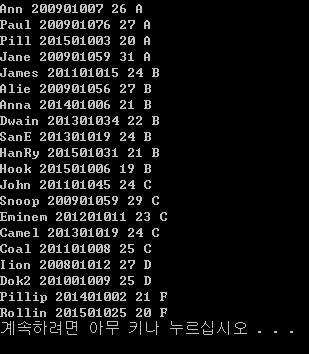 Ann 200901007 26 A
Paul 200901076 27 A
Pill 201501003 20 A
Jane 200901059 31 A
James 201101015 24 B
Alie 200901056 27 B
Anna 201401006 21 B
Dwain 201301034 22 B
SanE 201301019 24 B
HanRy 201501031 21 B
Hook 201501006 19 B
John 201101045 24 C
Snoop 200901059 29 C
Eminem 201201011 23 C
Camel 201301019 24 C
Coal 201101008 25 C
Iion 200801012 27 D
Dok2 201001009 25 D
Pillip 201401002 21 F
Rollin 201501025 20 F
계속하려면 아무 키나 누르십시오 . . .